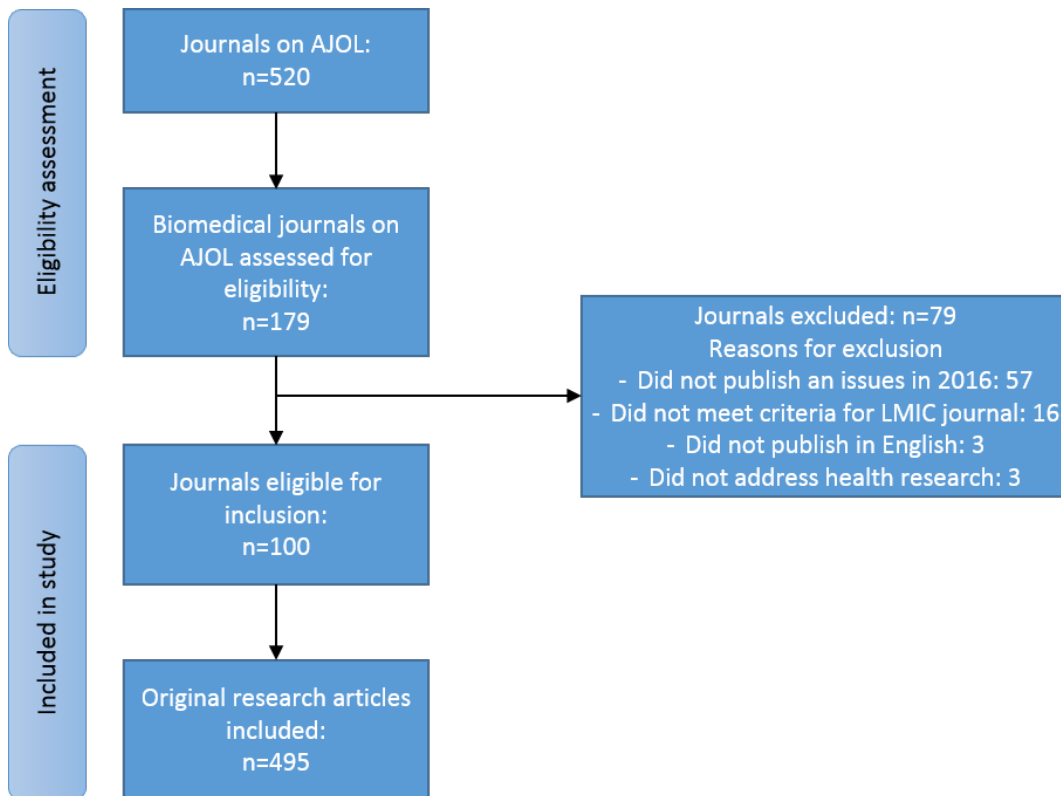 Eligibility assessment
Journals on AJOL:
n=520
Biomedical journals on
AJOL assessed for
eligibility:
n=179
Journals excluded: n=79
Reasons for exclusion
- Did not publish an issues in 2016: 57
- Did not meet criteria for LMIC journal: 16
- Did not publish in English: 3
- Did not address health research: 3
Included in study
Journals eligible for
inclusion:
n=100
Original research articles
included:
n=495